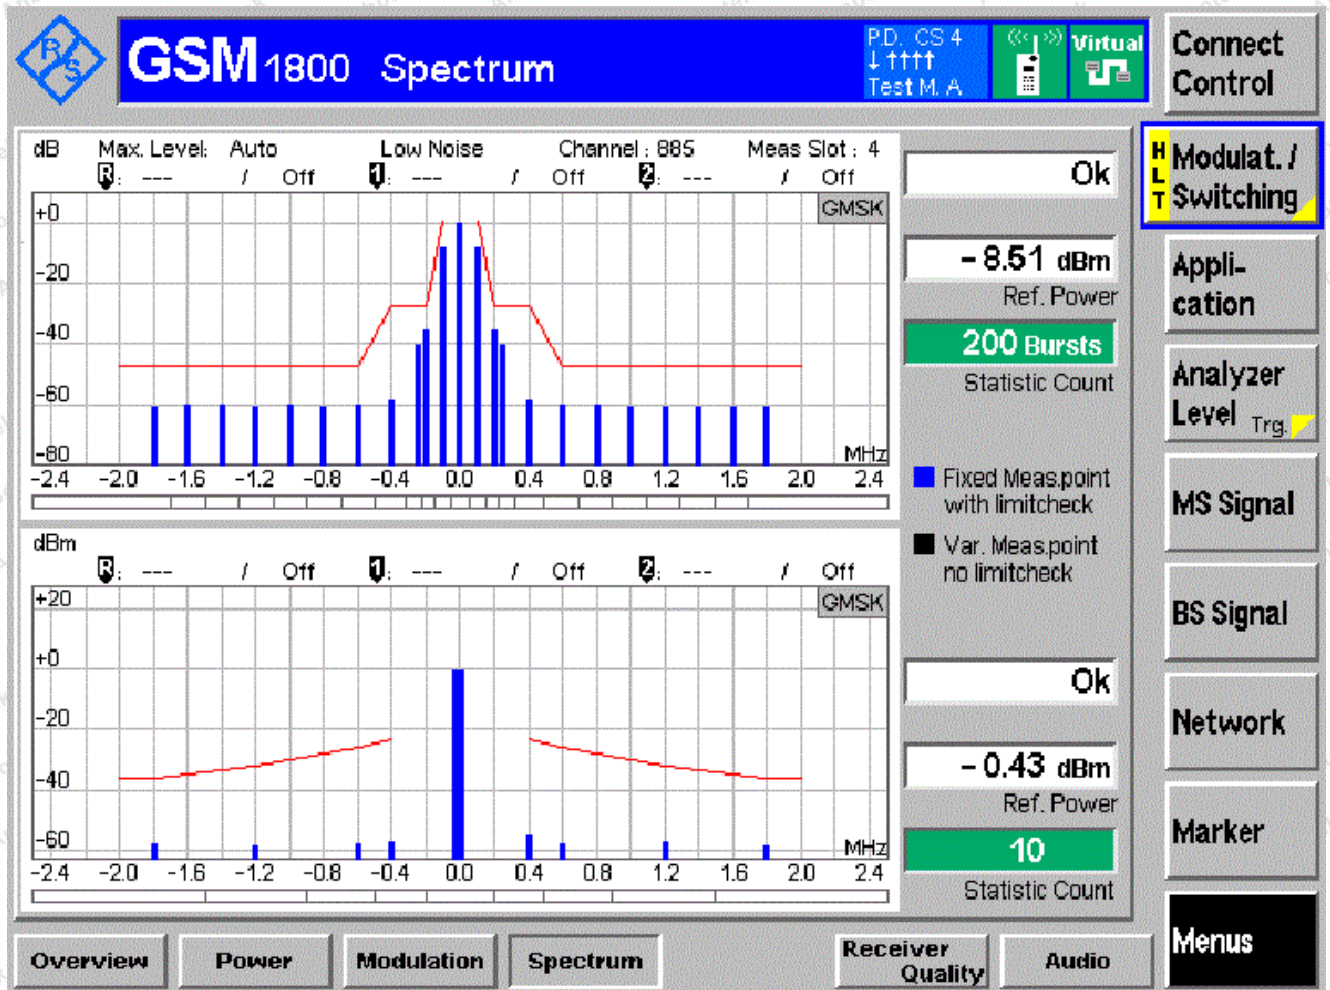 R/S
GSM 1800 Spectrum
P.D. CS 4
↓↑↑↑↑
Test M. A
Virtual
Connect
Control
dB Max. Level: Auto Low Noise Channel : 885 Meas Slot : 4
R: --- / Off 1: --- / Off 2: --- / Off
GMSK
+0
-20
-40
-60
-80
MHz
-2.4 -2.0 -1.6 -1.2 -0.8 -0.4 0.0 0.4 0.8 1.2 1.6 2.0 2.4
Ok
-8.51 dBm
Ref. Power
200 Bursts
Statistic Count
Fixed Meas.point
with limitcheck
Var. Meas.point
no limitcheck
dBm
R: --- / Off 1: --- / Off 2: --- / Off
GMSK
+20
+0
-20
-40
-60
MHz
-2.4 -2.0 -1.6 -1.2 -0.8 -0.4 0.0 0.4 0.8 1.2 1.6 2.0 2.4
Ok
-0.43 dBm
Ref. Power
10
Statistic Count
HLT
Modulat. /
Switching
Appli-
cation
Analyzer
Level Trg.
MS Signal
BS Signal
Network
Marker
Menus
Overview Power Modulation Spectrum Receiver Quality Audio